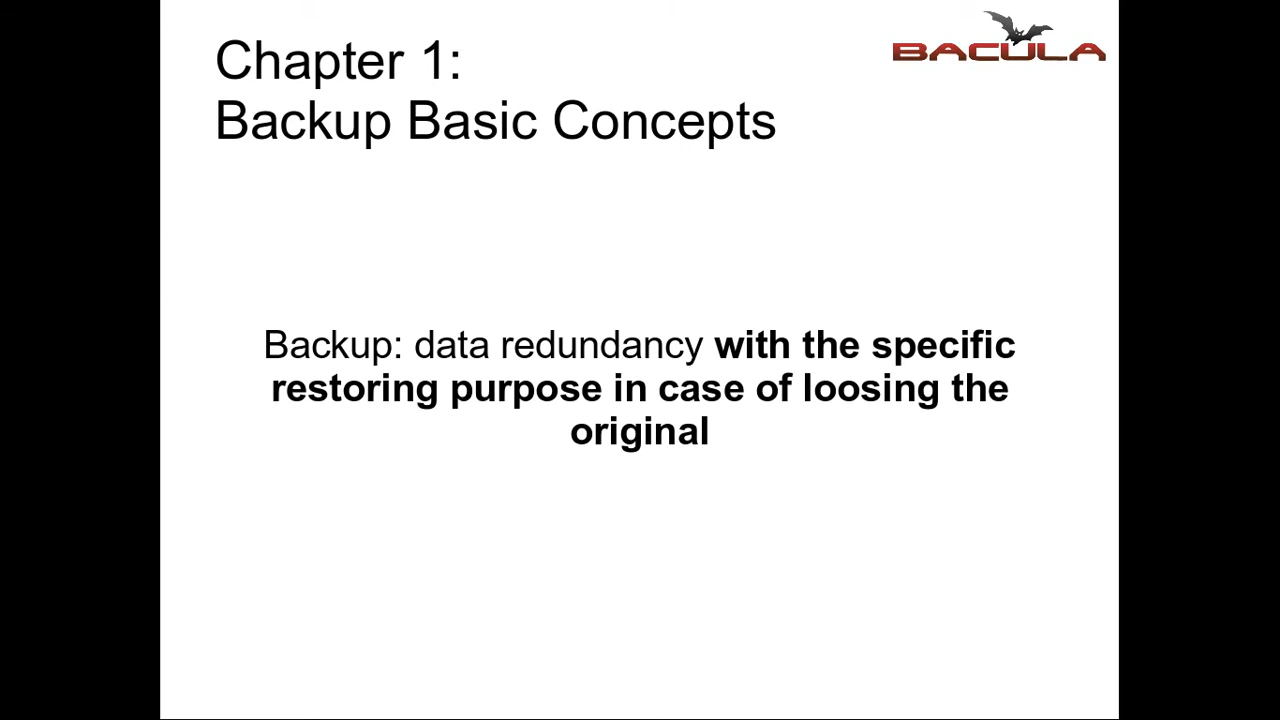 Chapter 1:
BACULA
Backup Basic Concepts
Backup: data redundancy with the specific
restoring purpose in case of loosing the
original